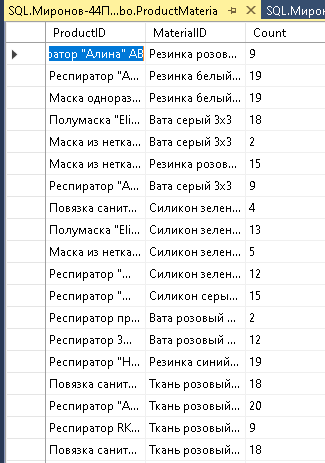 SQL.Миронов-44П...bo.ProductMateria SQL.Миронов
ProductID MaterialID Count
ратор "Алина" АВ Резинка розов... 9
Респиратор "А... Резинка белый... 19
Маска однораз... Резинка белый... 19
Полумаска "Eli... Вата серый 3x3 18
Маска из нетка... Вата серый 3x3 2
Маска из нетка... Резинка розов... 15
Респиратор "А... Вата серый 3x3 9
Повязка санит... Силикон зелен... 4
Полумаска "Eli... Силикон зелен... 13
Маска из нетка... Силикон зелен... 5
Респиратор "... Силикон зелен... 12
Респиратор "... Силикон серы... 15
Респиратор пр... Вата розовый ... 2
Респиратор 3... Вата розовый ... 12
Респиратор "Н... Резинка синий... 19
Повязка санит... Ткань розовый... 18
Респиратор "А... Ткань розовый... 20
Респиратор RK... Ткань розовый... 9
Повязка санит... Ткань розовый... 18